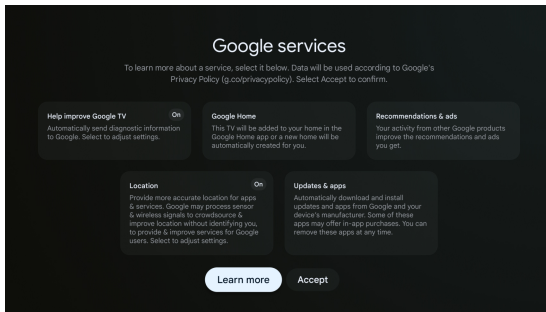 Google services
To learn more about a service, select it below. Data will be used according to Google's
Privacy Policy (g.co/privacypolicy). Select Accept to confirm.
Help improve Google TV
On
Automatically send diagnostic information
to Google. Select to adjust settings.
Google Home
This TV will be added to your home in the
Google Home app or a new home will be
automatically created for you.
Recommendations & ads
Your activity from other Google products
improve the recommendations and ads
you get.
Location
On
Provide more accurate location for apps
& services. Google may process sensor
& wireless signals to crowdsource &
improve location without identifying you,
to provide & improve services for Google
users. Select to adjust settings.
Updates & apps
Automatically download and install
updates and apps from Google and your
device's manufacturer. Some of these
apps may offer in-app purchases. You can
remove these apps at any time.
Learn more
Accept